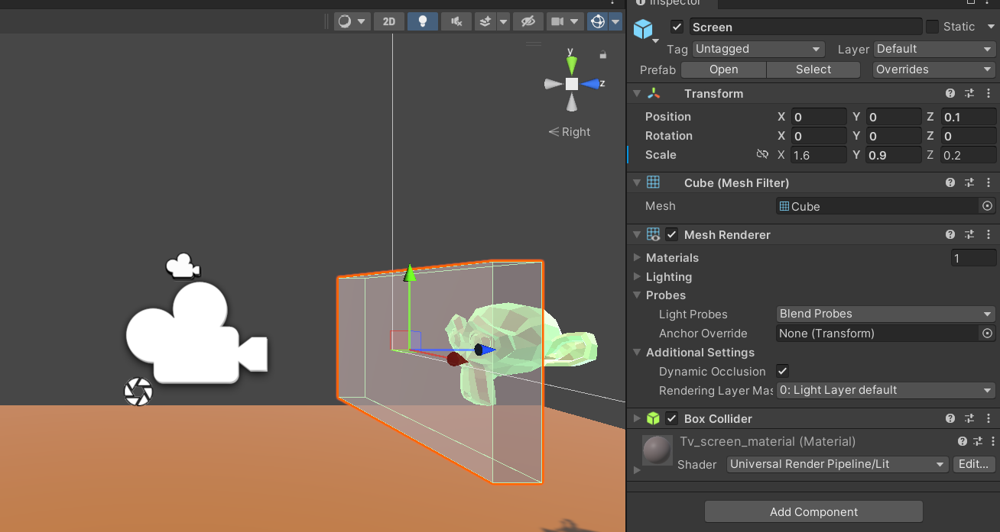 Inspector
2D
Screen
Static
Tag Untagged Layer Default
Prefab Open Select Overrides
y
z
Right
Transform
Position X 0 Y 0 Z 0.1
Rotation X 0 Y 0 Z 0
Scale X 1.6 Y 0.9 Z 0.2
Cube (Mesh Filter)
Mesh Cube
Mesh Renderer
Materials 1
Lighting
Probes
Light Probes Blend Probes
Anchor Override None (Transform)
Additional Settings
Dynamic Occlusion
Rendering Layer Mas 0: Light Layer default
Box Collider
Tv_screen_material (Material)
Shader Universal Render Pipeline/Lit Edit...
Add Component